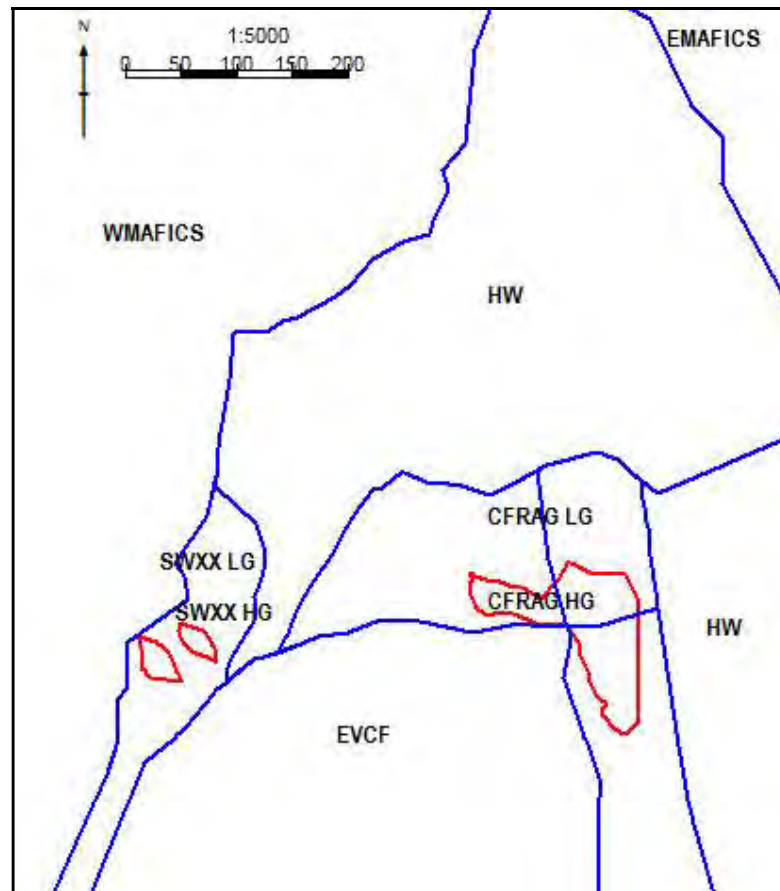 N
1:5000
0 50 100 150 200
EMAFICS
WMAFICS
HW
CFRAG LG
SWXX LG
CFRAG HG
SWXX HG
HW
EVCF